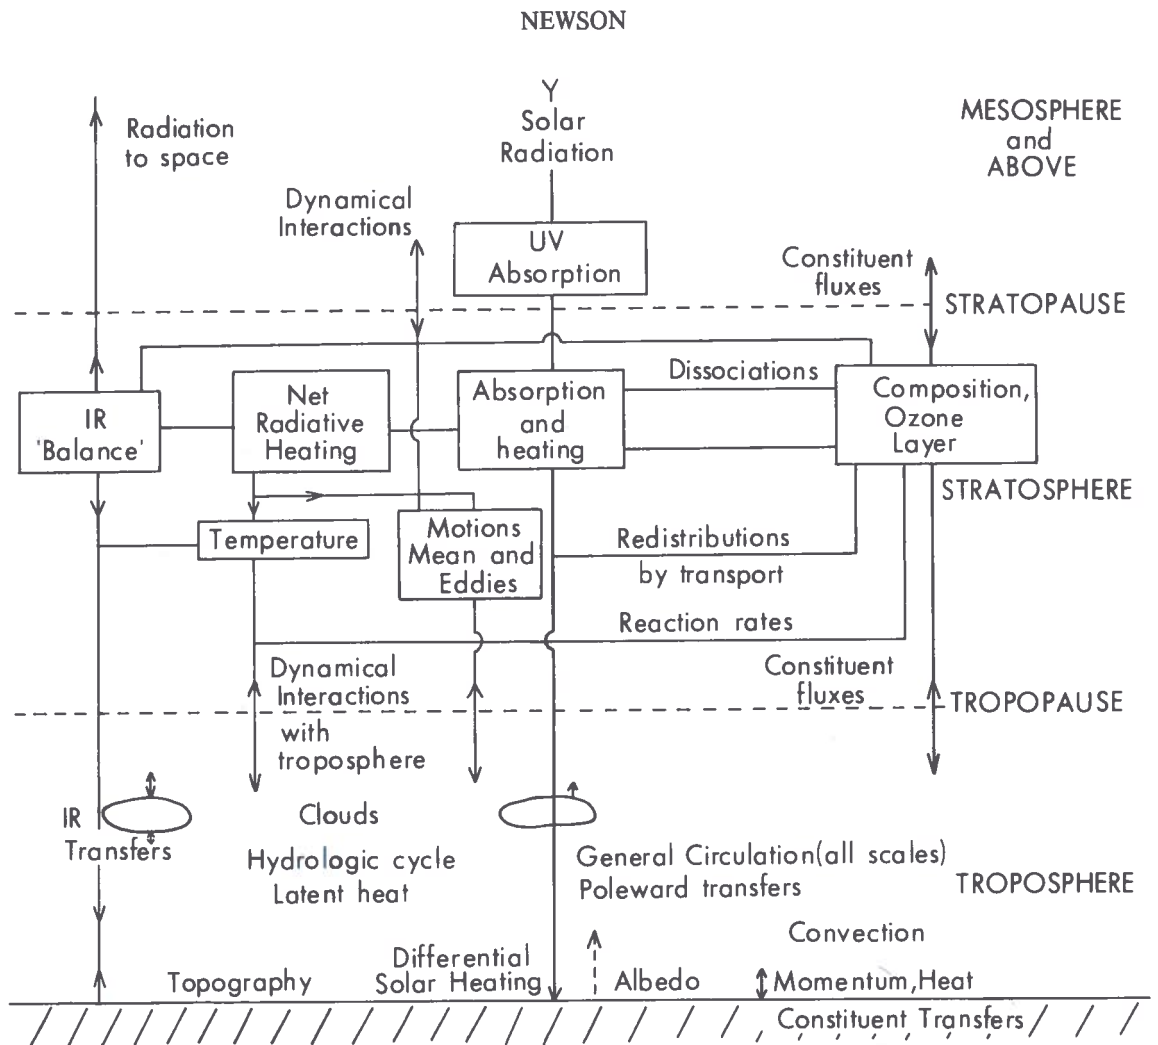 NEWSON
Y
Solar
Radiation
Radiation
to space
MESOSPHERE
and
ABOVE
Dynamical
Interactions
UV
Absorption
Constituent
fluxes
STRATOPAUSE
IR
'Balance'
Net
Radiative
Heating
Absorption
and
heating
Dissociations
Composition,
Ozone
Layer
STRATOSPHERE
Temperature
Motions
Mean and
Eddies
Redistributions
by transport
Reaction rates
Dynamical
Interactions
with
troposphere
Constituent
fluxes
TROPOPAUSE
IR
Transfers
Clouds
Hydrologic cycle
Latent heat
General Circulation(all scales)
Poleward transfers
TROPOSPHERE
Convection
Topography
Differential
Solar Heating
Albedo
Momentum,Heat
Constituent Transfers